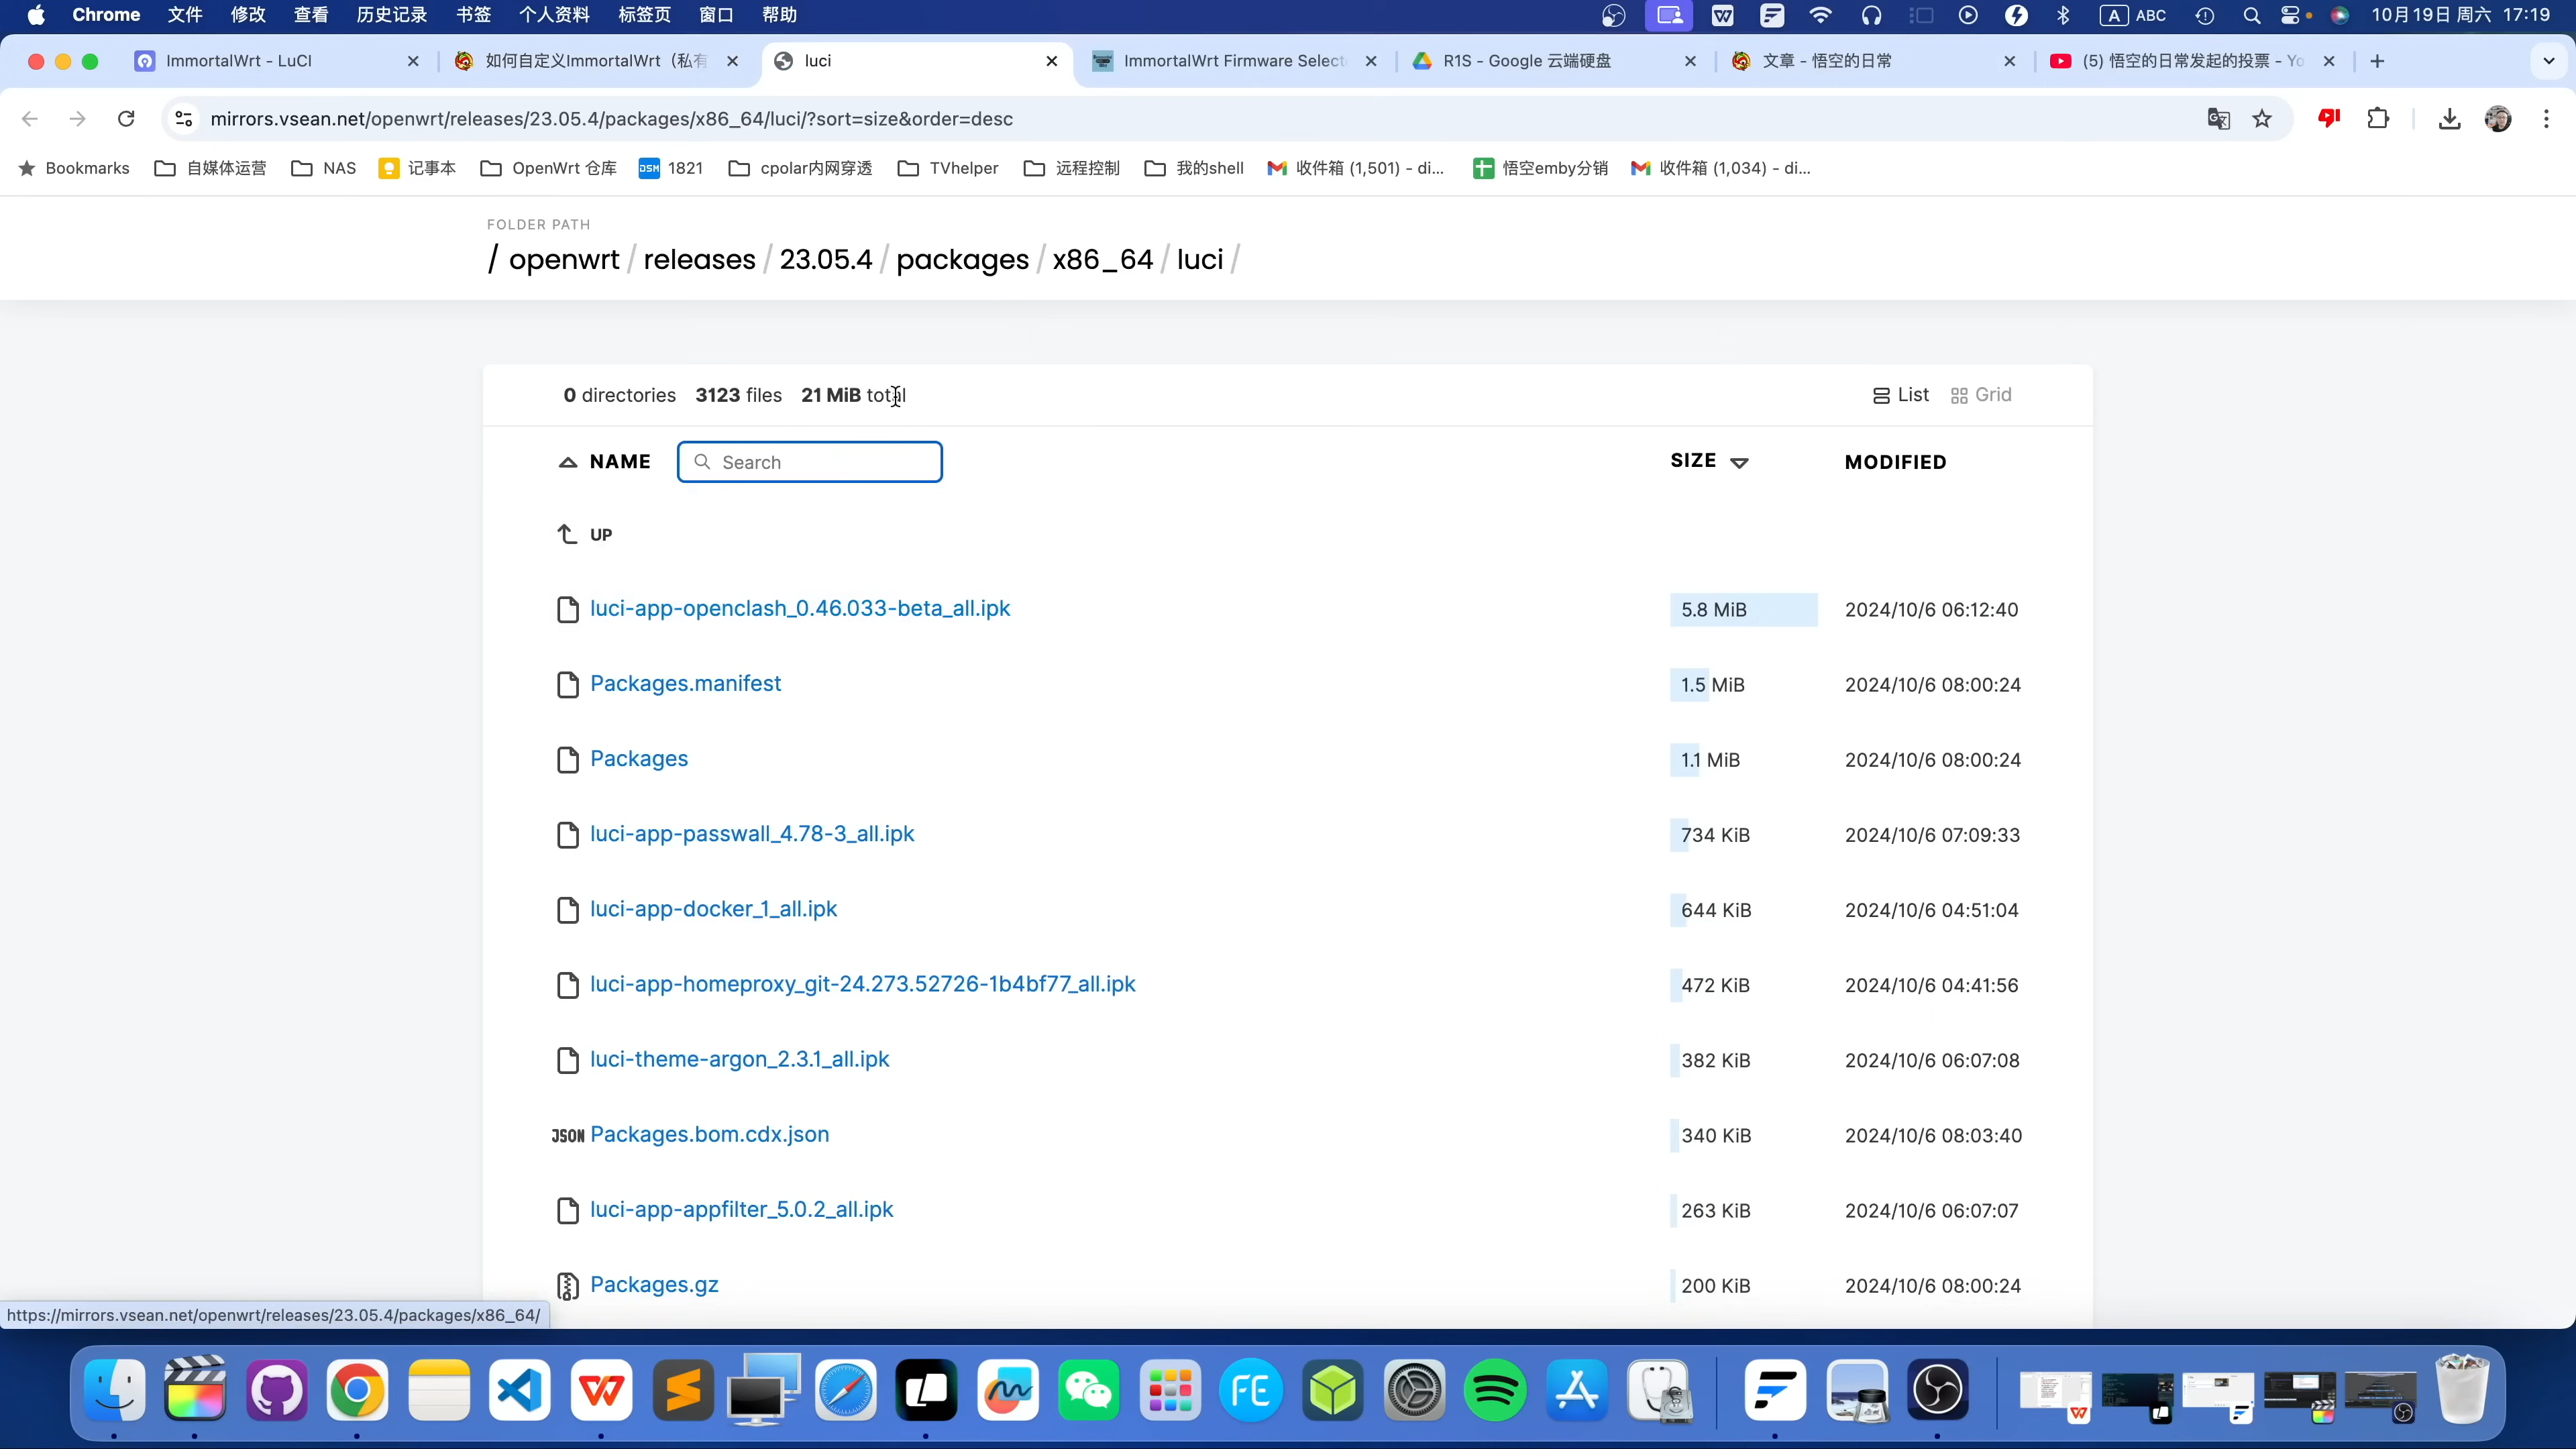 Chrome 文件 修改 查看 历史记录 书签 个人资料 标签页 窗口 帮助 A ABC 10月19日 周六 17:19
ImmortalWrt - LuCI 如何自定义ImmortalWrt（私有 luci ImmortalWrt Firmware Select R1S - Google 云端硬盘 文章 - 悟空的日常 (5) 悟空的日常发起的投票 - Yo
mirrors.vsean.net/openwrt/releases/23.05.4/packages/x86_64/luci/?sort=size&order=desc
Bookmarks 自媒体运营 NAS 记事本 OpenWrt 仓库 DSM 1821 cpolar内网穿透 TVhelper 远程控制 我的shell 收件箱 (1,501) - di... 悟空emby分销 收件箱 (1,034) - di...
FOLDER PATH
/ openwrt / releases / 23.05.4 / packages / x86_64 / luci /
0 directories 3123 files 21 MiB total List Grid
NAME Search SIZE MODIFIED
UP
luci-app-openclash_0.46.033-beta_all.ipk 5.8 MiB 2024/10/6 06:12:40
Packages.manifest 1.5 MiB 2024/10/6 08:00:24
Packages 1.1 MiB 2024/10/6 08:00:24
luci-app-passwall_4.78-3_all.ipk 734 KiB 2024/10/6 07:09:33
luci-app-docker_1_all.ipk 644 KiB 2024/10/6 04:51:04
luci-app-homeproxy_git-24.273.52726-1b4bf77_all.ipk 472 KiB 2024/10/6 04:41:56
luci-theme-argon_2.3.1_all.ipk 382 KiB 2024/10/6 06:07:08
JSON Packages.bom.cdx.json 340 KiB 2024/10/6 08:03:40
luci-app-appfilter_5.0.2_all.ipk 263 KiB 2024/10/6 06:07:07
Packages.gz 200 KiB 2024/10/6 08:00:24
https://mirrors.vsean.net/openwrt/releases/23.05.4/packages/x86_64/
FE